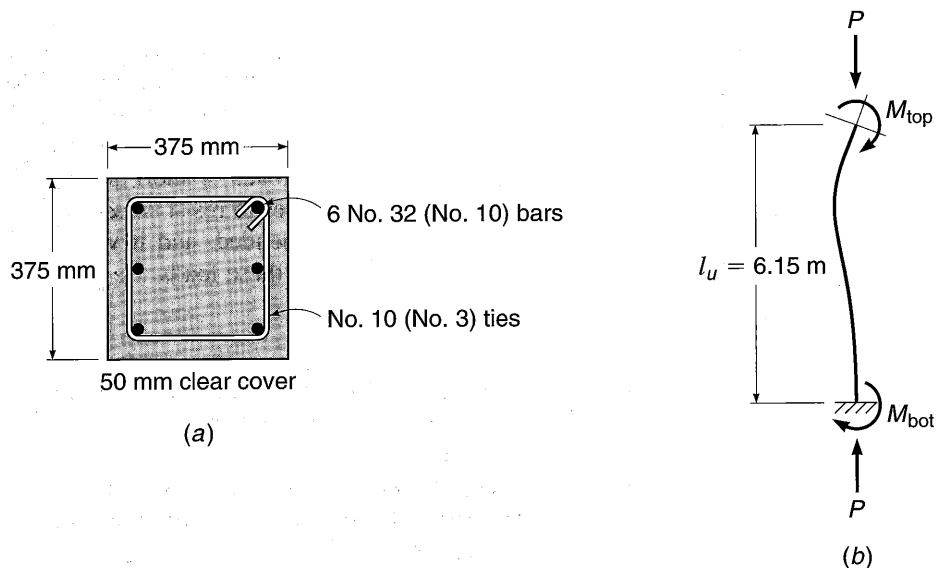 375 mm
375 mm
6 No. 32 (No. 10) bars
No. 10 (No. 3) ties
50 mm clear cover
(a)
P
M_top
l_u = 6.15 m
M_bot
P
(b)